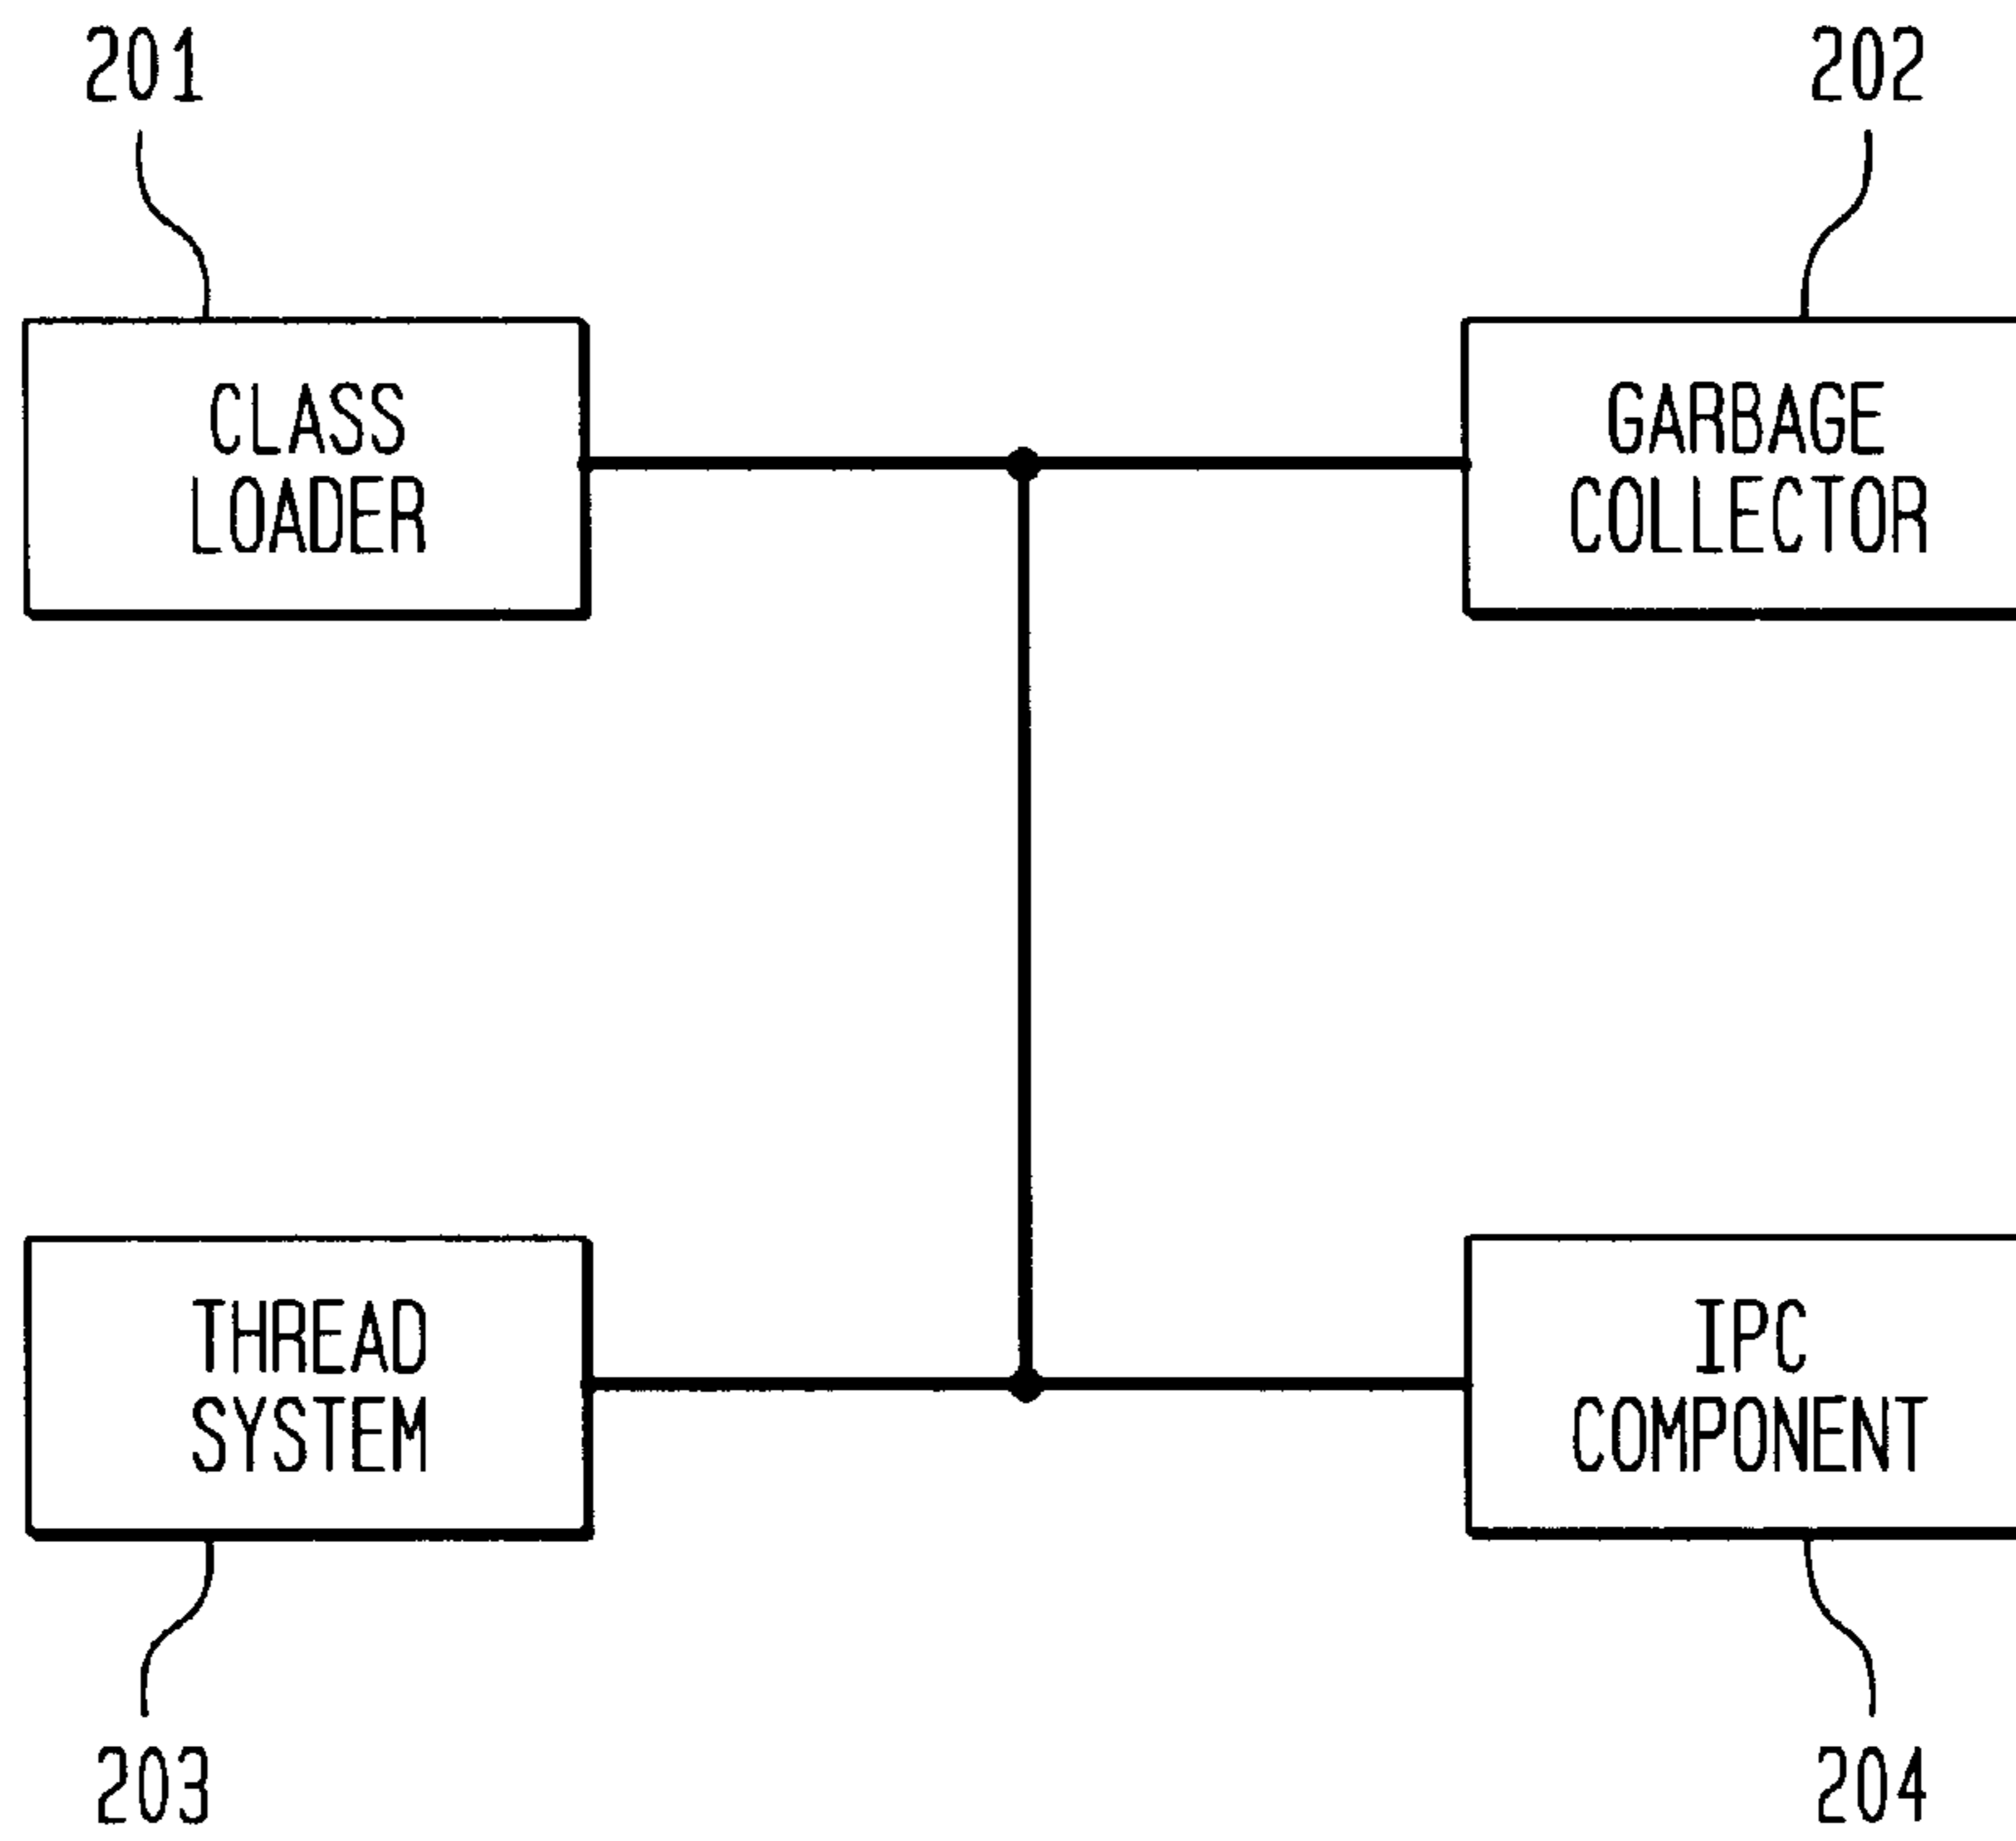 201
202
CLASS
LOADER
GARBAGE
COLLECTOR
THREAD
SYSTEM
IPC
COMPONENT
203
204